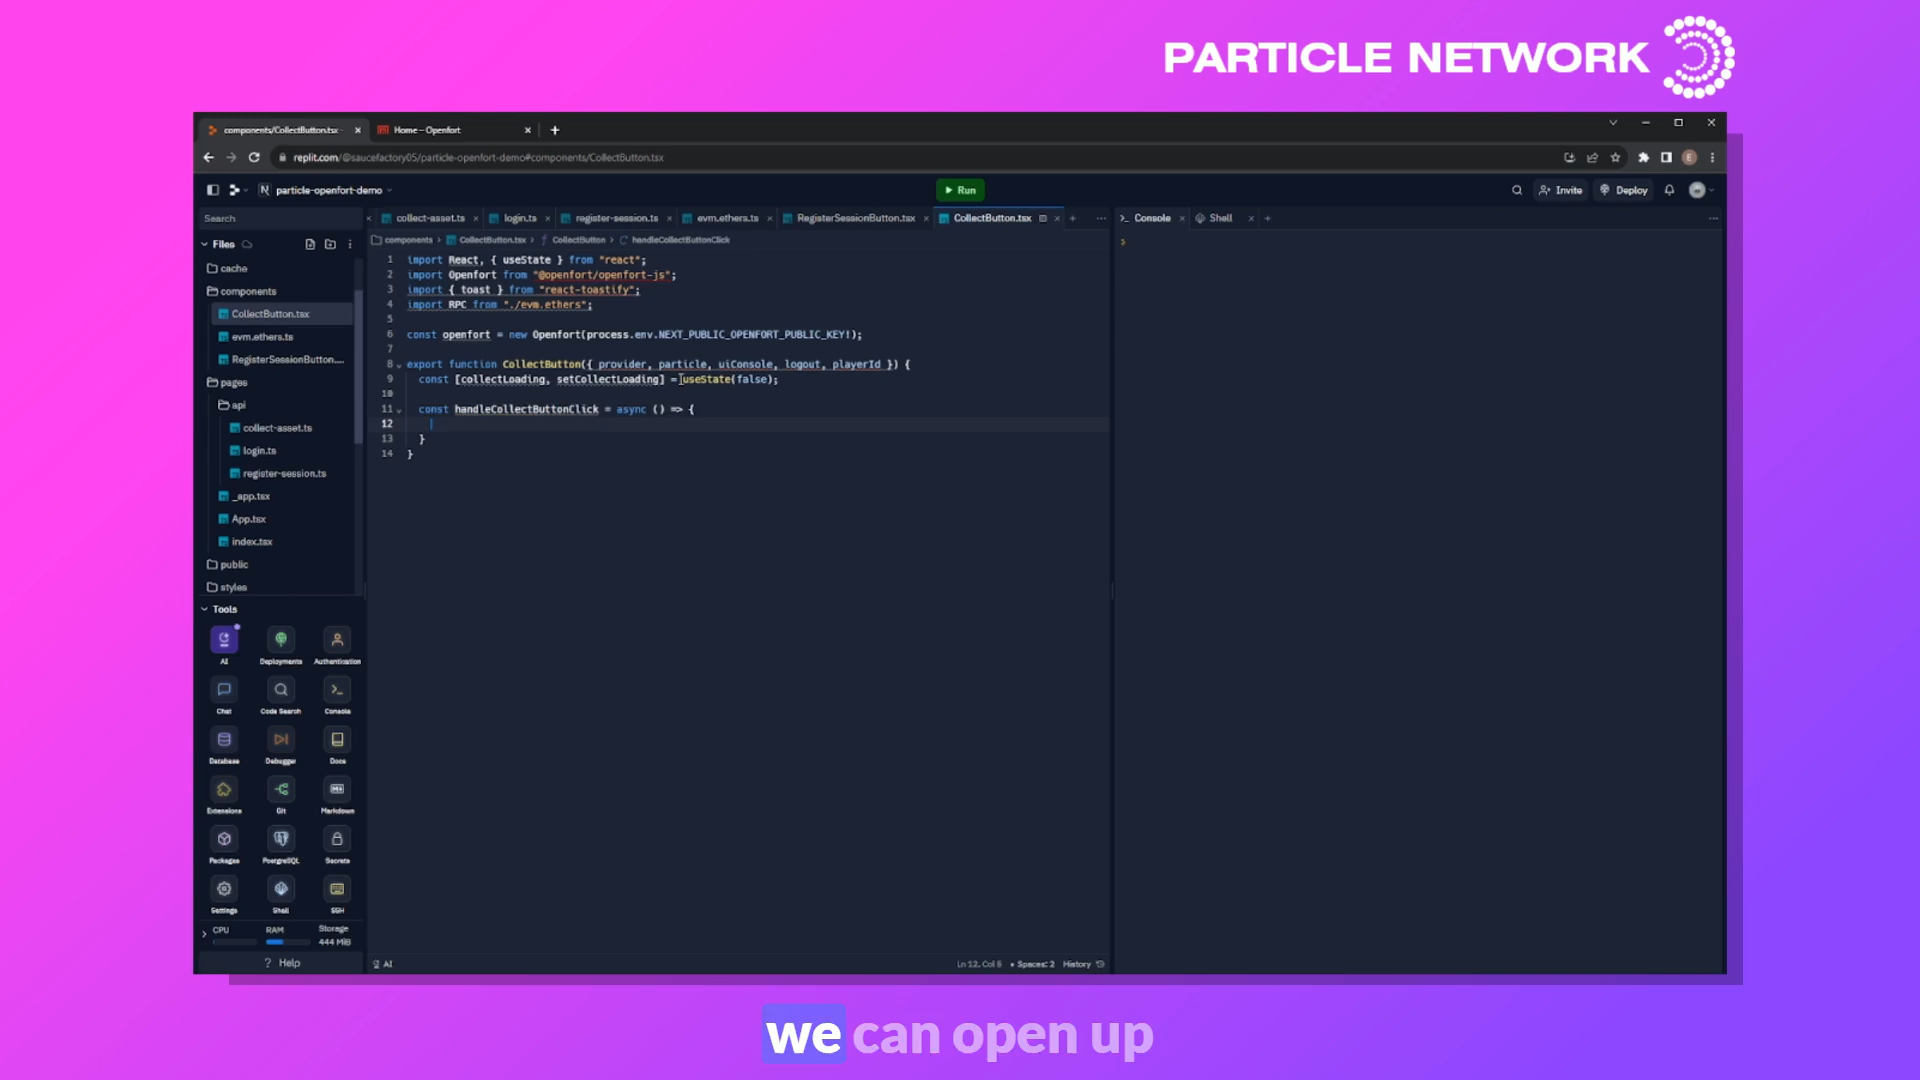 PARTICLE NETWORK
components/CollectButton.tsx
Home – Openfort
replit.com/@saucefactory05/particle-openfort-demo#components/CollectButton.tsx
E
particle-openfort-demo
Run
Invite
Deploy
Search
collect-asset.ts
login.ts
register-session.ts
evm.ethers.ts
RegisterSessionButton.tsx
CollectButton.tsx
Console
Shell
Files
components > CollectButton.tsx > f CollectButton > handleCollectButtonClick
cache
components
CollectButton.tsx
evm.ethers.ts
RegisterSessionButton....
pages
api
collect-asset.ts
login.ts
register-session.ts
_app.tsx
App.tsx
index.tsx
public
styles
1 import React, { useState } from "react";
2 import Openfort from "@openfort/openfort-js";
3 import { toast } from "react-toastify";
4 import RPC from "./evm.ethers";
5
6 const openfort = new Openfort(process.env.NEXT_PUBLIC_OPENFORT_PUBLIC_KEY!);
7
8 export function CollectButton({ provider, particle, uiConsole, logout, playerId }) {
9 const [collectLoading, setCollectLoading] = useState(false);
10
11 const handleCollectButtonClick = async () => {
12
13 }
14 }
Tools
AI
Deployments
Authentication
Chat
Code Search
Console
Database
Debugger
Docs
Extensions
Git
Markdown
Packages
PostgreSQL
Secrets
Settings
Shell
SSH
CPU
RAM
Storage
444 MiB
? Help
AI
Ln 12, Col 5 • Spaces: 2 History
we can open up